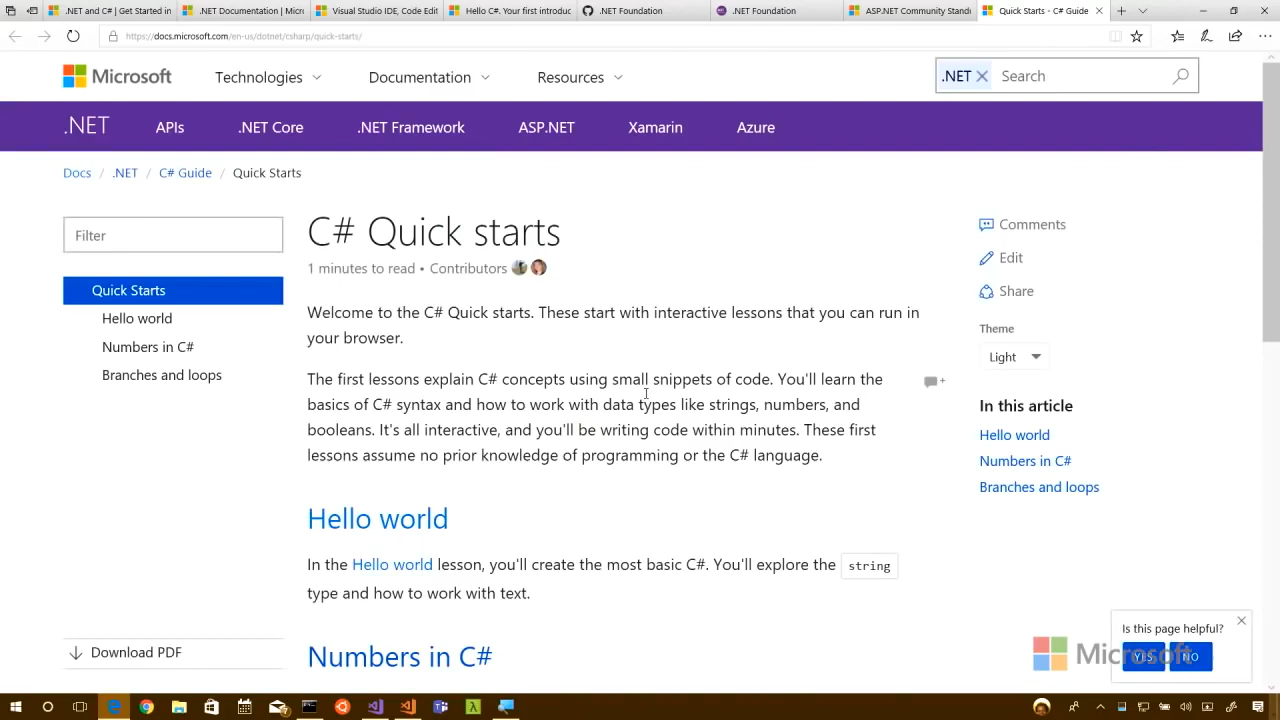 .NET and C# | Get started in
.NET Documentation | Micr
Visual Studio IDE, Code Edit
Hello C#. Your first introduc
.NET Foundation
.NET Foundation
ASP.NET Community Stand
Quick Starts - C# Guide
https://docs.microsoft.com/en-us/dotnet/csharp/quick-starts/
Microsoft
Technologies
Documentation
Resources
.NET
Search
.NET
APIs
.NET Core
.NET Framework
ASP.NET
Xamarin
Azure
Docs / .NET / C# Guide / Quick Starts
Filter
Quick Starts
Hello world
Numbers in C#
Branches and loops
Download PDF
C# Quick starts
1 minutes to read • Contributors
Welcome to the C# Quick starts. These start with interactive lessons that you can run in
your browser.
The first lessons explain C# concepts using small snippets of code. You'll learn the
basics of C# syntax and how to work with data types like strings, numbers, and
booleans. It's all interactive, and you'll be writing code within minutes. These first
lessons assume no prior knowledge of programming or the C# language.
Hello world
In the Hello world lesson, you'll create the most basic C#. You'll explore the string
type and how to work with text.
Numbers in C#
Comments
Edit
Share
Theme
Light
In this article
Hello world
Numbers in C#
Branches and loops
Is this page helpful?
YES
NO
Microsoft